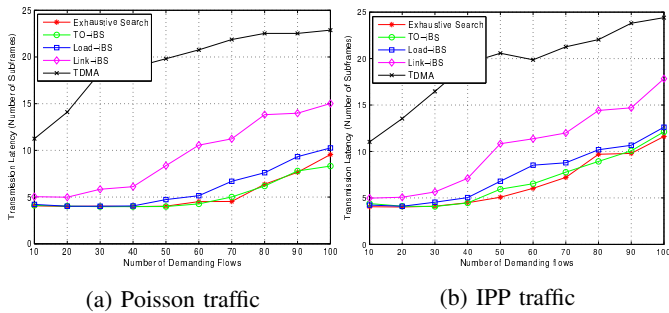 25
20
15
10
5
0
Transmission Latency (Number of Subframes)
Exhaustive Search
TO-iBS
Load-iBS
Link-iBS
TDMA
10 20 30 40 50 60 70 80 90 100
Number of Demanding Flows
(a) Poisson traffic
25
20
15
10
5
0
Transmission Latency (Number of Subframes)
Exhaustive Search
TO-iBS
Load-iBS
Link-iBS
TDMA
10 20 30 40 50 60 70 80 90 100
Number of Demanding flows
(b) IPP traffic